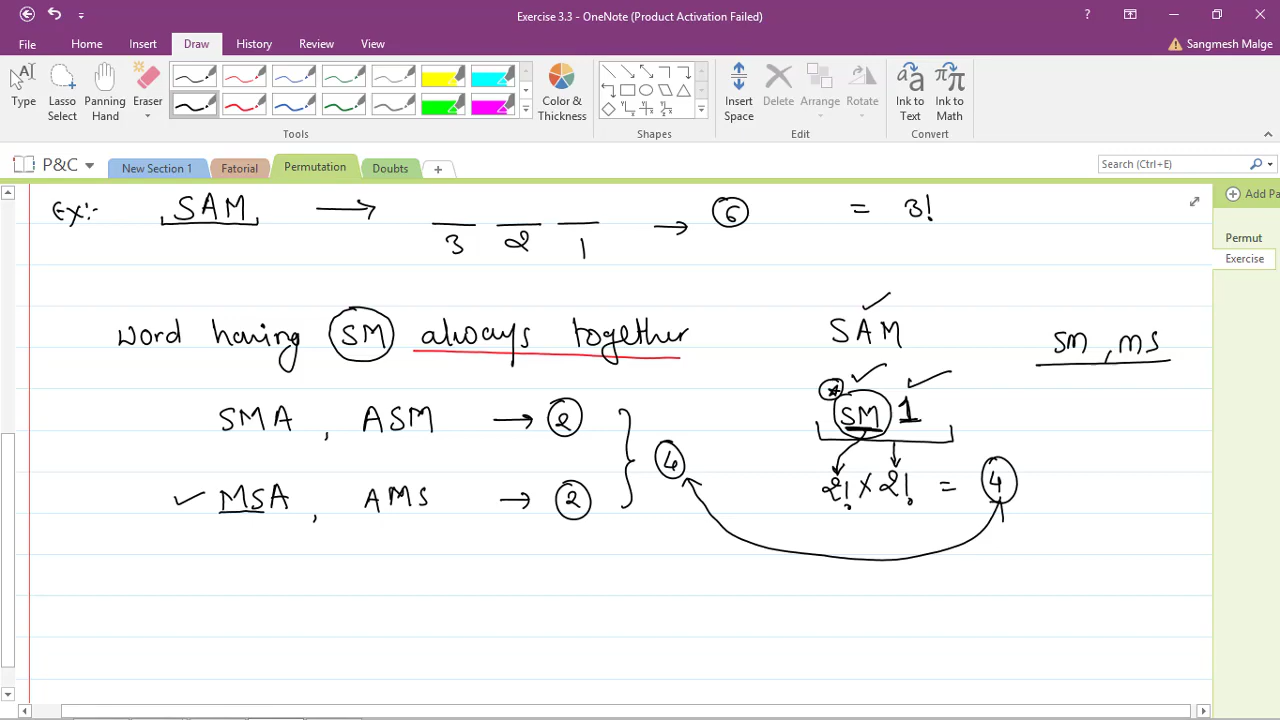 Exercise 3.3 - OneNote (Product Activation Failed)
File Home Insert Draw History Review View Sangmesh Malge
Type Lasso Select Panning Hand Eraser Color & Thickness Insert Space Delete Arrange Rotate Ink to Text Ink to Math
Tools Shapes Edit Convert
P&C New Section 1 Fatorial Permutation Doubts Search (Ctrl+E)
Add Pa
Permut
Exercise
Ex:- SAM → 3 2 1 → 6 = 3!
word having SM always together SAM SM , MS
SMA , ASM → 2 SM 1
4
MSA , AMS → 2 2! × 2! = 4